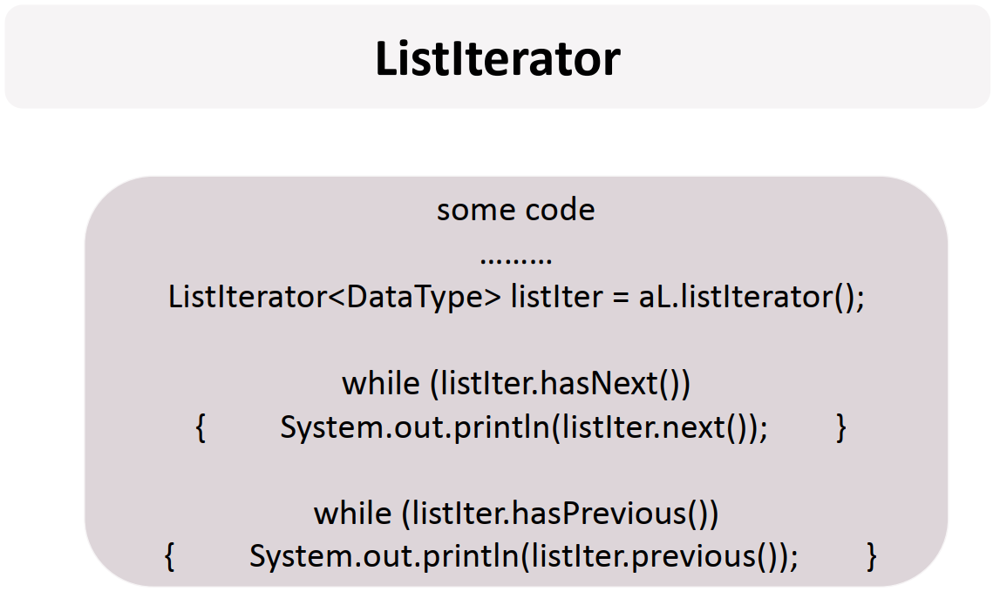 ListIterator
some code
.........
ListIterator<DataType> listIter = aL.listIterator();
while (listIter.hasNext())
{ System.out.println(listIter.next()); }
while (listIter.hasPrevious())
{ System.out.println(listIter.previous()); }